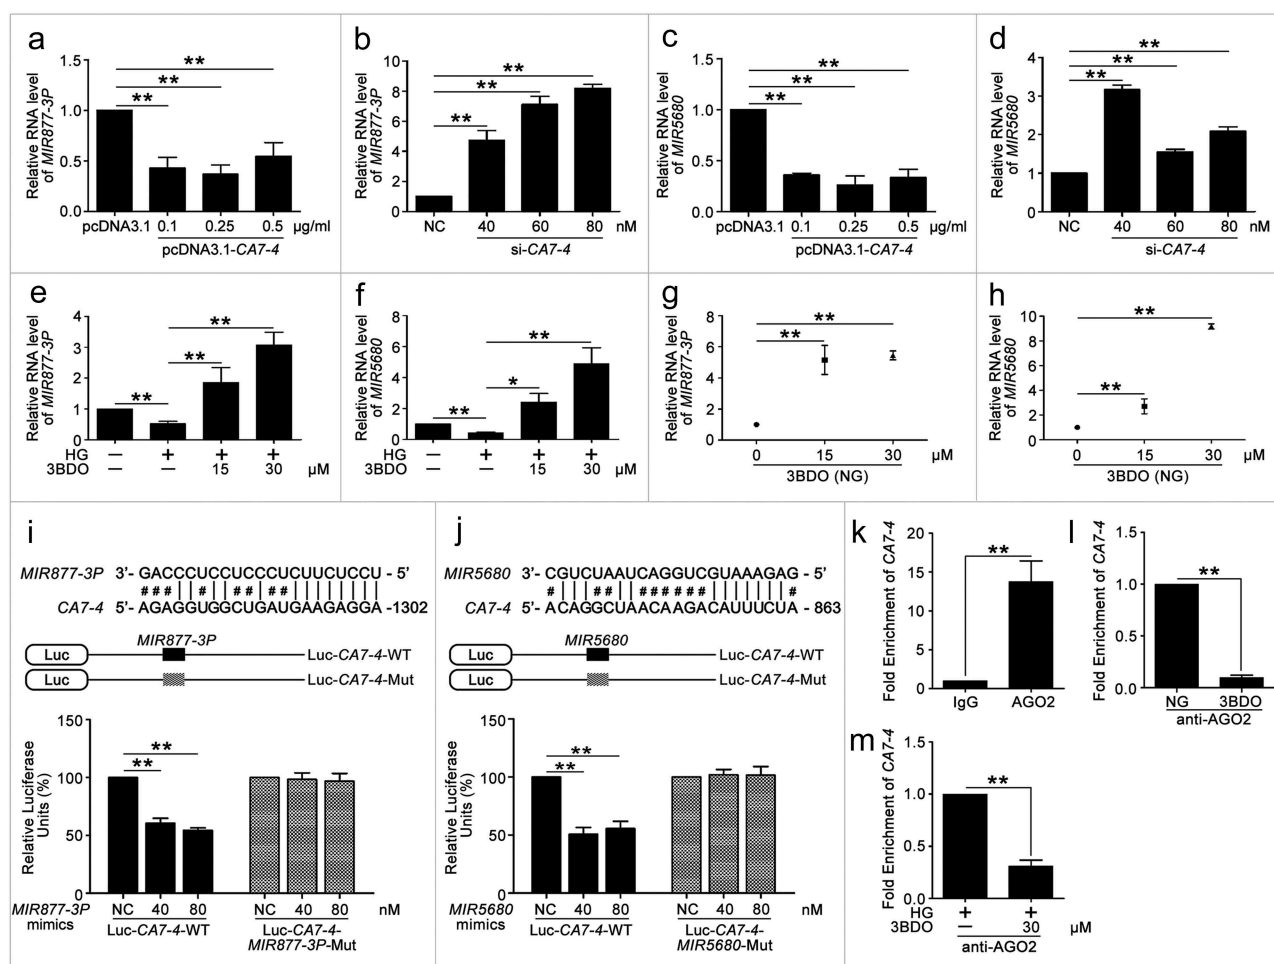 a
Relative RNA level
of MIR877-3P
1.5
1.0
0.5
0.0
**
**
**
pcDNA3.1 0.1 0.25 0.5 µg/ml
pcDNA3.1-CA7-4
b
Relative RNA level
of MIR877-3P
10
8
6
4
2
0
**
**
**
NC 40 60 80 nM
si-CA7-4
c
Relative RNA level
of MIR5680
1.5
1.0
0.5
0.0
**
**
**
pcDNA3.1 0.1 0.25 0.5 µg/ml
pcDNA3.1-CA7-4
d
Relative RNA level
of MIR5680
4
3
2
1
0
**
**
**
NC 40 60 80 nM
si-CA7-4
e
Relative RNA level
of MIR877-3P
4
3
2
1
0
**
**
**
HG — + + +
3BDO — — 15 30 µM
f
Relative RNA level
of MIR5680
8
6
4
2
0
**
*
**
HG — + + +
3BDO — — 15 30 µM
g
Relative RNA level
of MIR877-3P
8
6
4
2
0
**
**
0 15 30 µM
3BDO (NG)
h
Relative RNA level
of MIR5680
10
8
6
4
2
0
**
**
0 15 30 µM
3BDO (NG)
i
MIR877-3P 3’- GACCCUCCUCCCUCUUCUCCU - 5’
###|#||#|##||||||||
CA7-4 5’- AGAGGUGGCUGAUGAAGAGGA -1302
MIR877-3P
Luc Luc-CA7-4-WT
Luc Luc-CA7-4-Mut
Relative Luciferase
Units (%)
150
100
50
0
**
**
MIR877-3P
mimics
NC 40 80 NC 40 80 nM
Luc-CA7-4-WT
Luc-CA7-4-
MIR877-3P-Mut
j
MIR5680 3’- CGUCUAAUCAGGUCGUAAAGAG - 5’
#||##||######|||||||#
CA7-4 5’- ACAGGCUAACAAGACAUUUCUA - 863
MIR5680
Luc Luc-CA7-4-WT
Luc Luc-CA7-4-Mut
Relative Luciferase
Units (%)
150
100
50
0
**
**
MIR5680
mimics
NC 40 80 NC 40 80 nM
Luc-CA7-4-WT
Luc-CA7-4-
MIR5680-Mut
k
Fold Enrichment of CA7-4
20
15
10
5
0
**
IgG AGO2
l
Fold Enrichment of CA7-4
1.5
1.0
0.5
0.0
**
NG 3BDO
anti-AGO2
m
Fold Enrichment of CA7-4
1.5
1.0
0.5
0.0
**
HG + +
3BDO — 30 µM
anti-AGO2